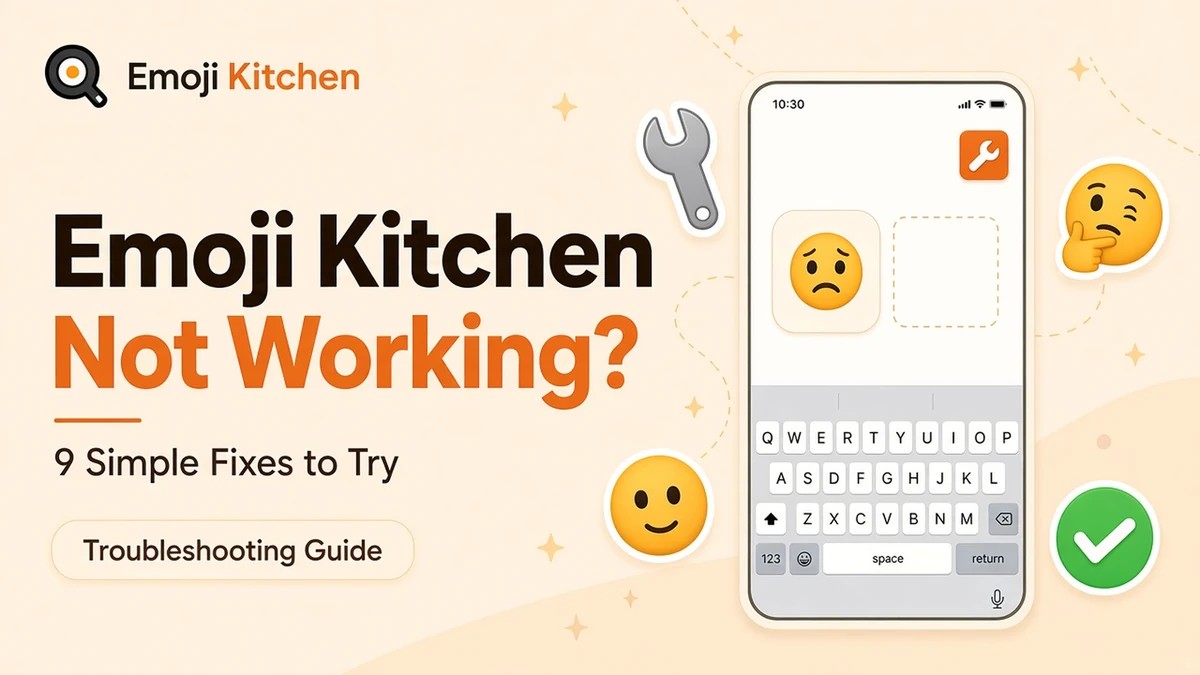 Emoji Kitchen
Emoji Kitchen
Not Working?
9 Simple Fixes to Try
Troubleshooting Guide
10:30
Q W E R T Y U I O P
A S D F G H J K L
Z X C V B N M
123 space return